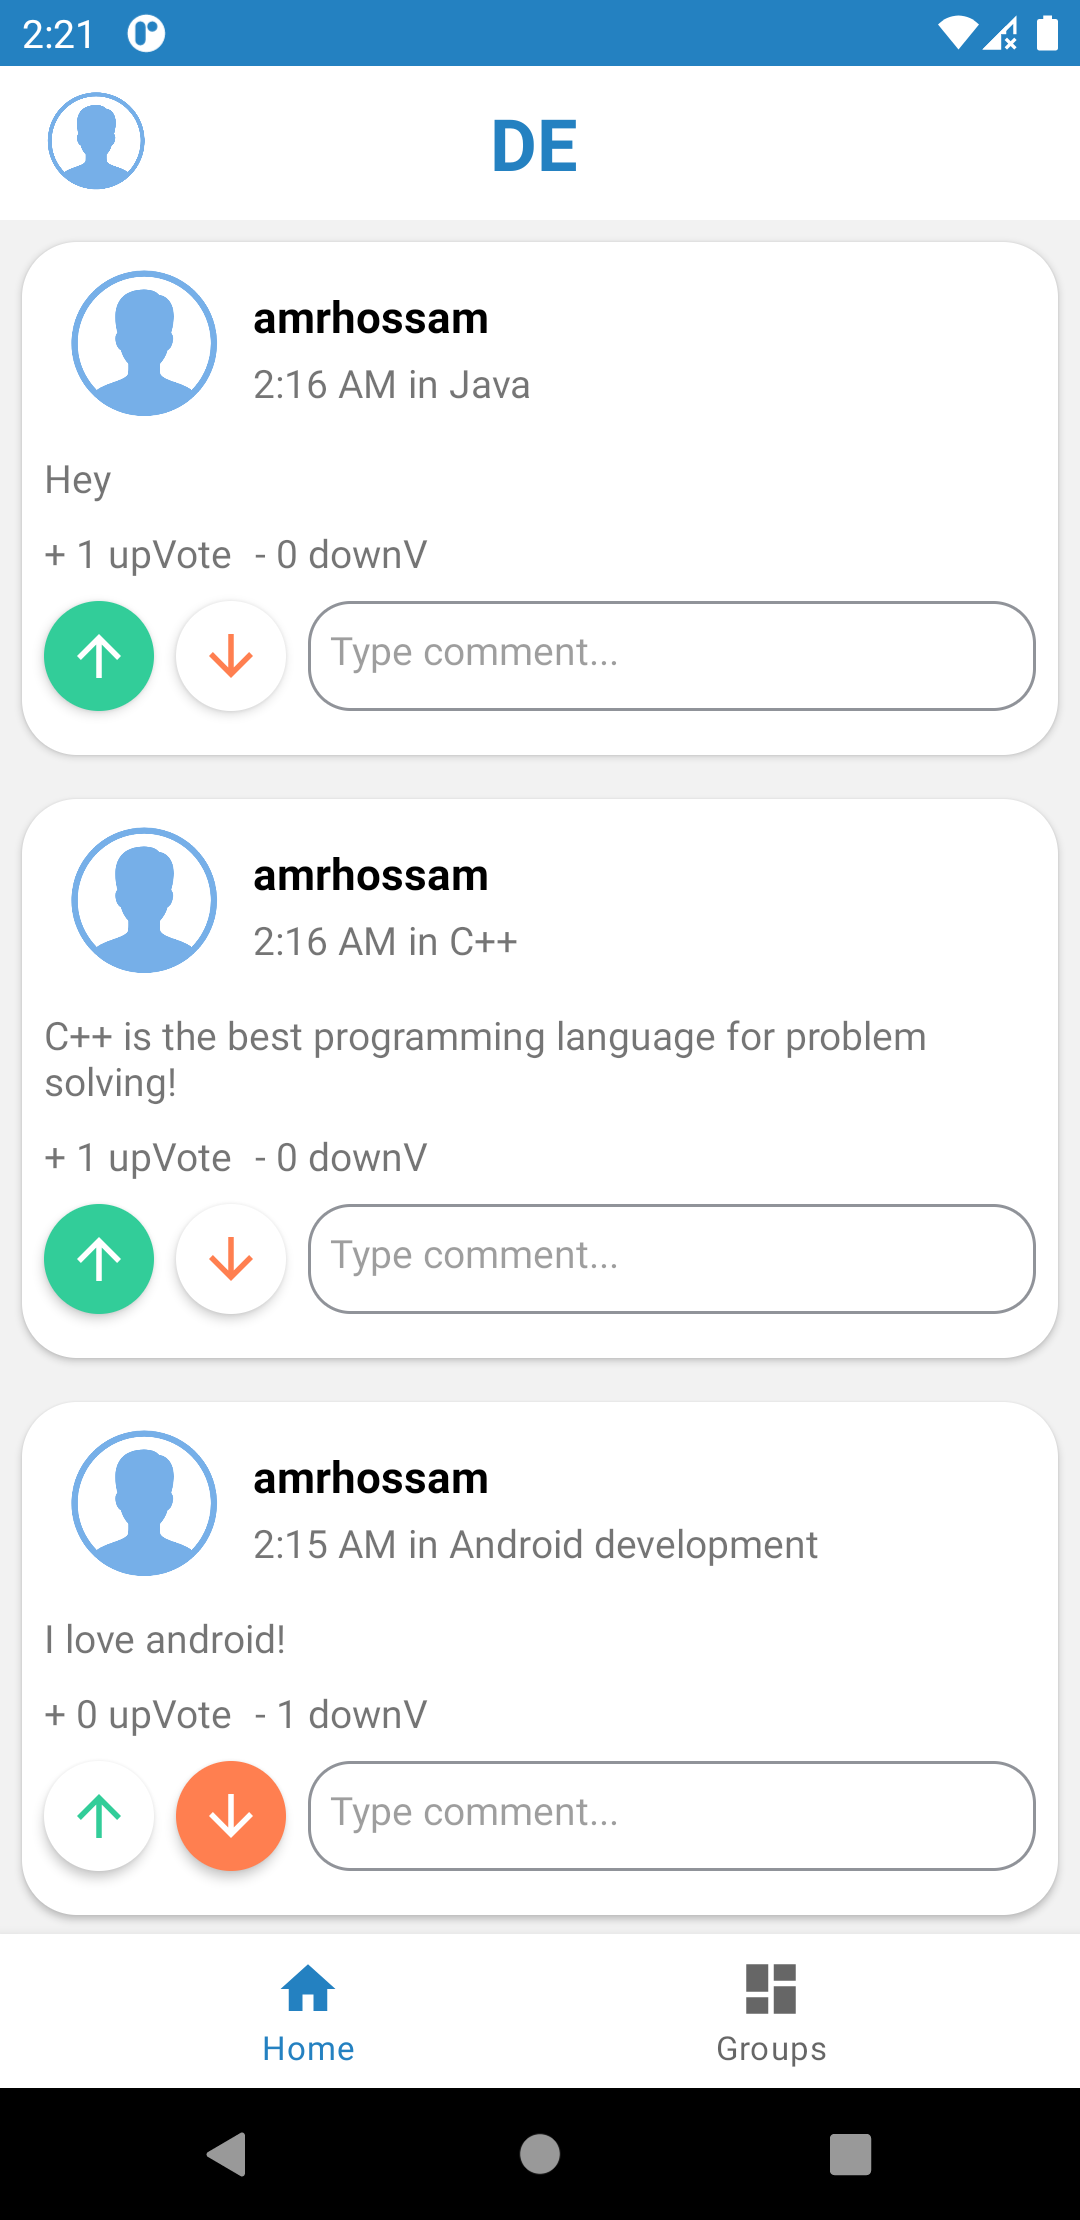 2:21
DE
amrhossam
2:16 AM in Java
Hey
+ 1 upVote - 0 downV
Type comment...
amrhossam
2:16 AM in C++
C++ is the best programming language for problem
solving!
+ 1 upVote - 0 downV
Type comment...
amrhossam
2:15 AM in Android development
I love android!
+ 0 upVote - 1 downV
Type comment...
Home
Groups